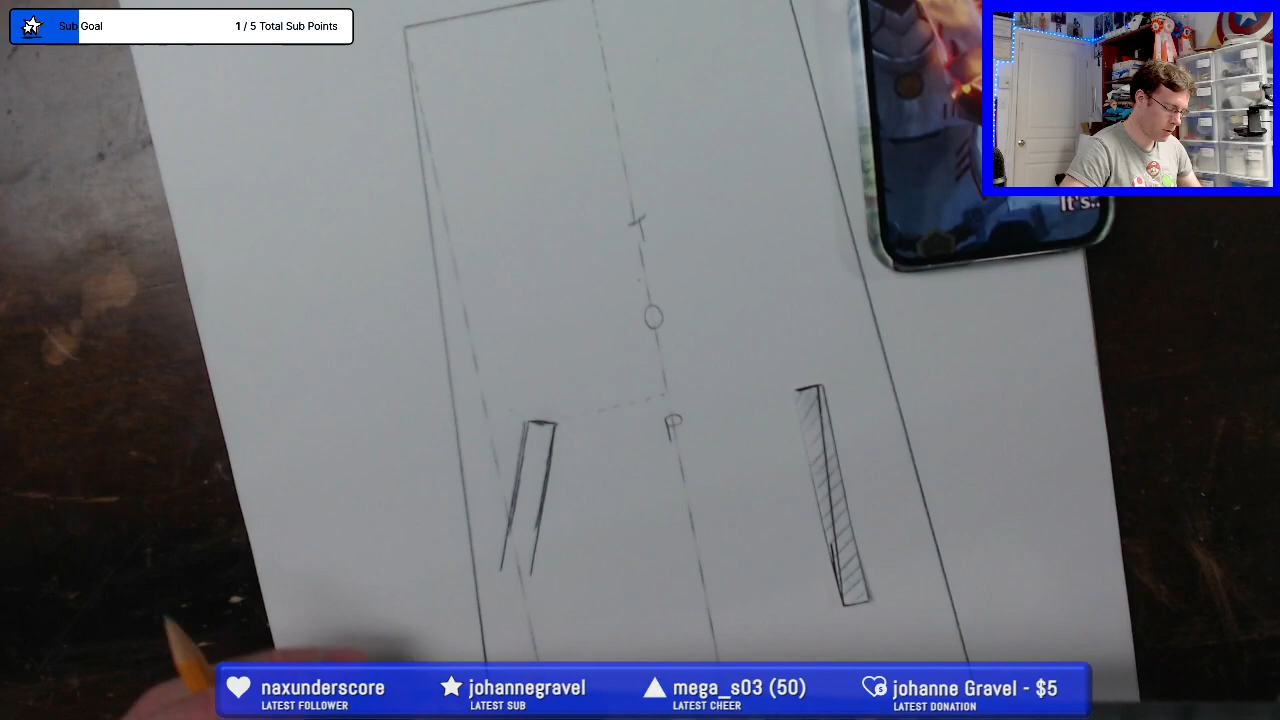 Sub Goal
1 / 5 Total Sub Points
It's..
naxunderscore
LATEST FOLLOWER
johannegravel
LATEST SUB
mega_s03 (50)
LATEST CHEER
johanne Gravel - $5
LATEST DONATION